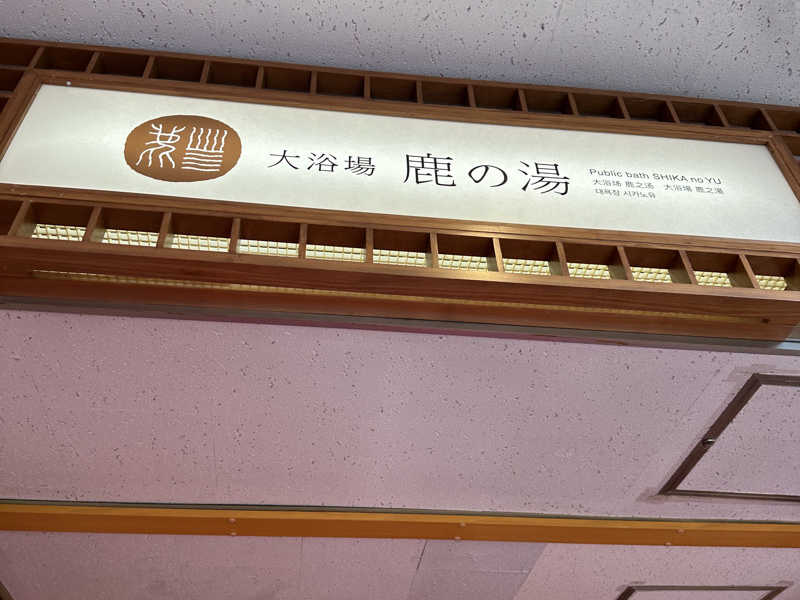 大浴場 鹿の湯
Public bath SHIKA no YU
大浴场 鹿之汤 大浴場 鹿之湯
대욕장 시카노유